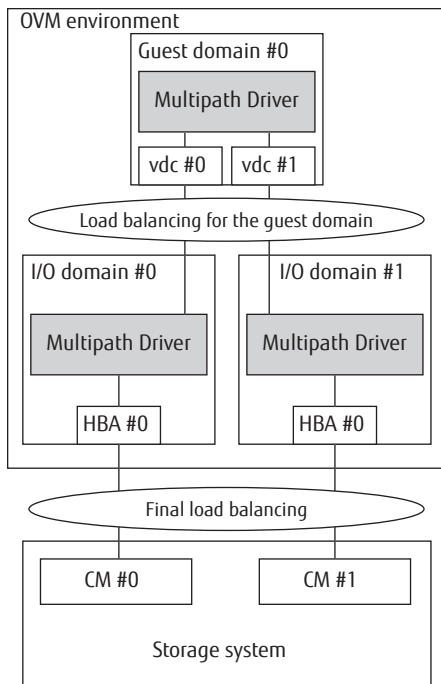 OVM environment
Guest domain #0
Multipath Driver
vdc #0
vdc #1
Load balancing for the guest domain
I/O domain #0
I/O domain #1
Multipath Driver
Multipath Driver
HBA #0
HBA #0
Final load balancing
CM #0
CM #1
Storage system